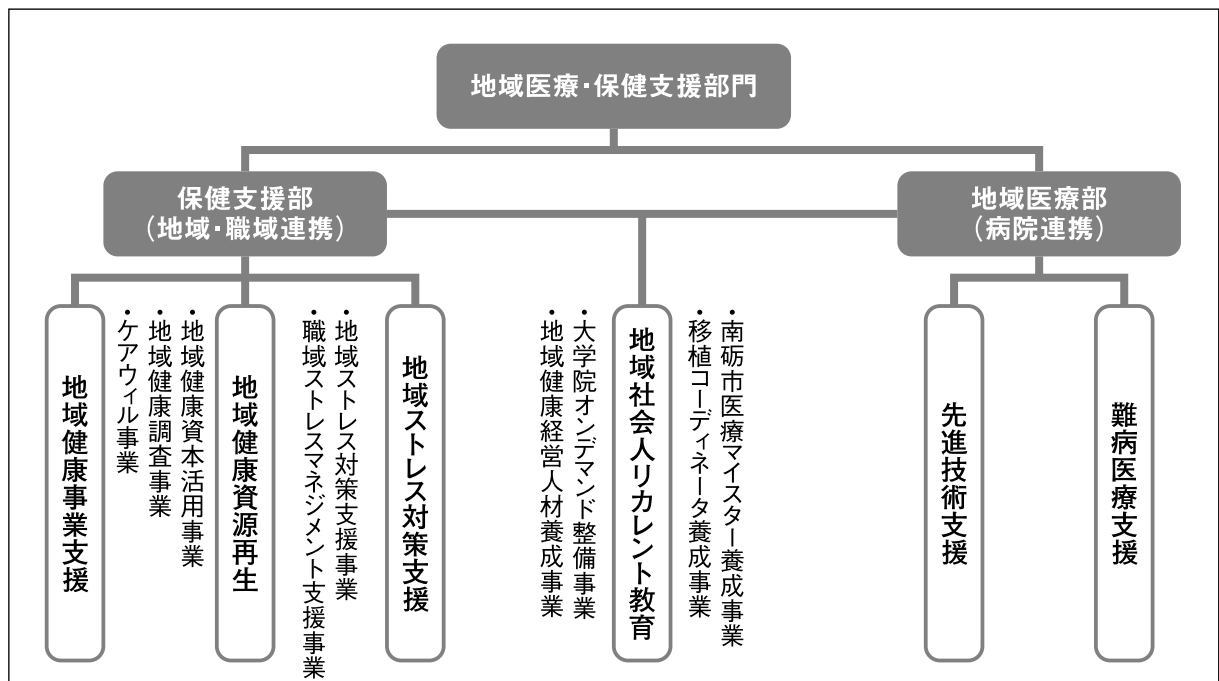 地域医療・保健支援部門
保健支援部
（地域・職域連携）
地域医療部
（病院連携）
地域健康事業支援
・地域健康資本活用事業
・地域健康調査事業
・ケアウィル事業
地域健康資源再生
・地域ストレス対策支援事業
・職域ストレスマネジメント支援事業
地域ストレス対策支援
・大学院オンデマンド整備事業
・地域健康経営人材養成事業
地域社会人リカレント教育
・南砺市医療マイスター養成事業
・移植コーディネータ養成事業
先進技術支援
難病医療支援